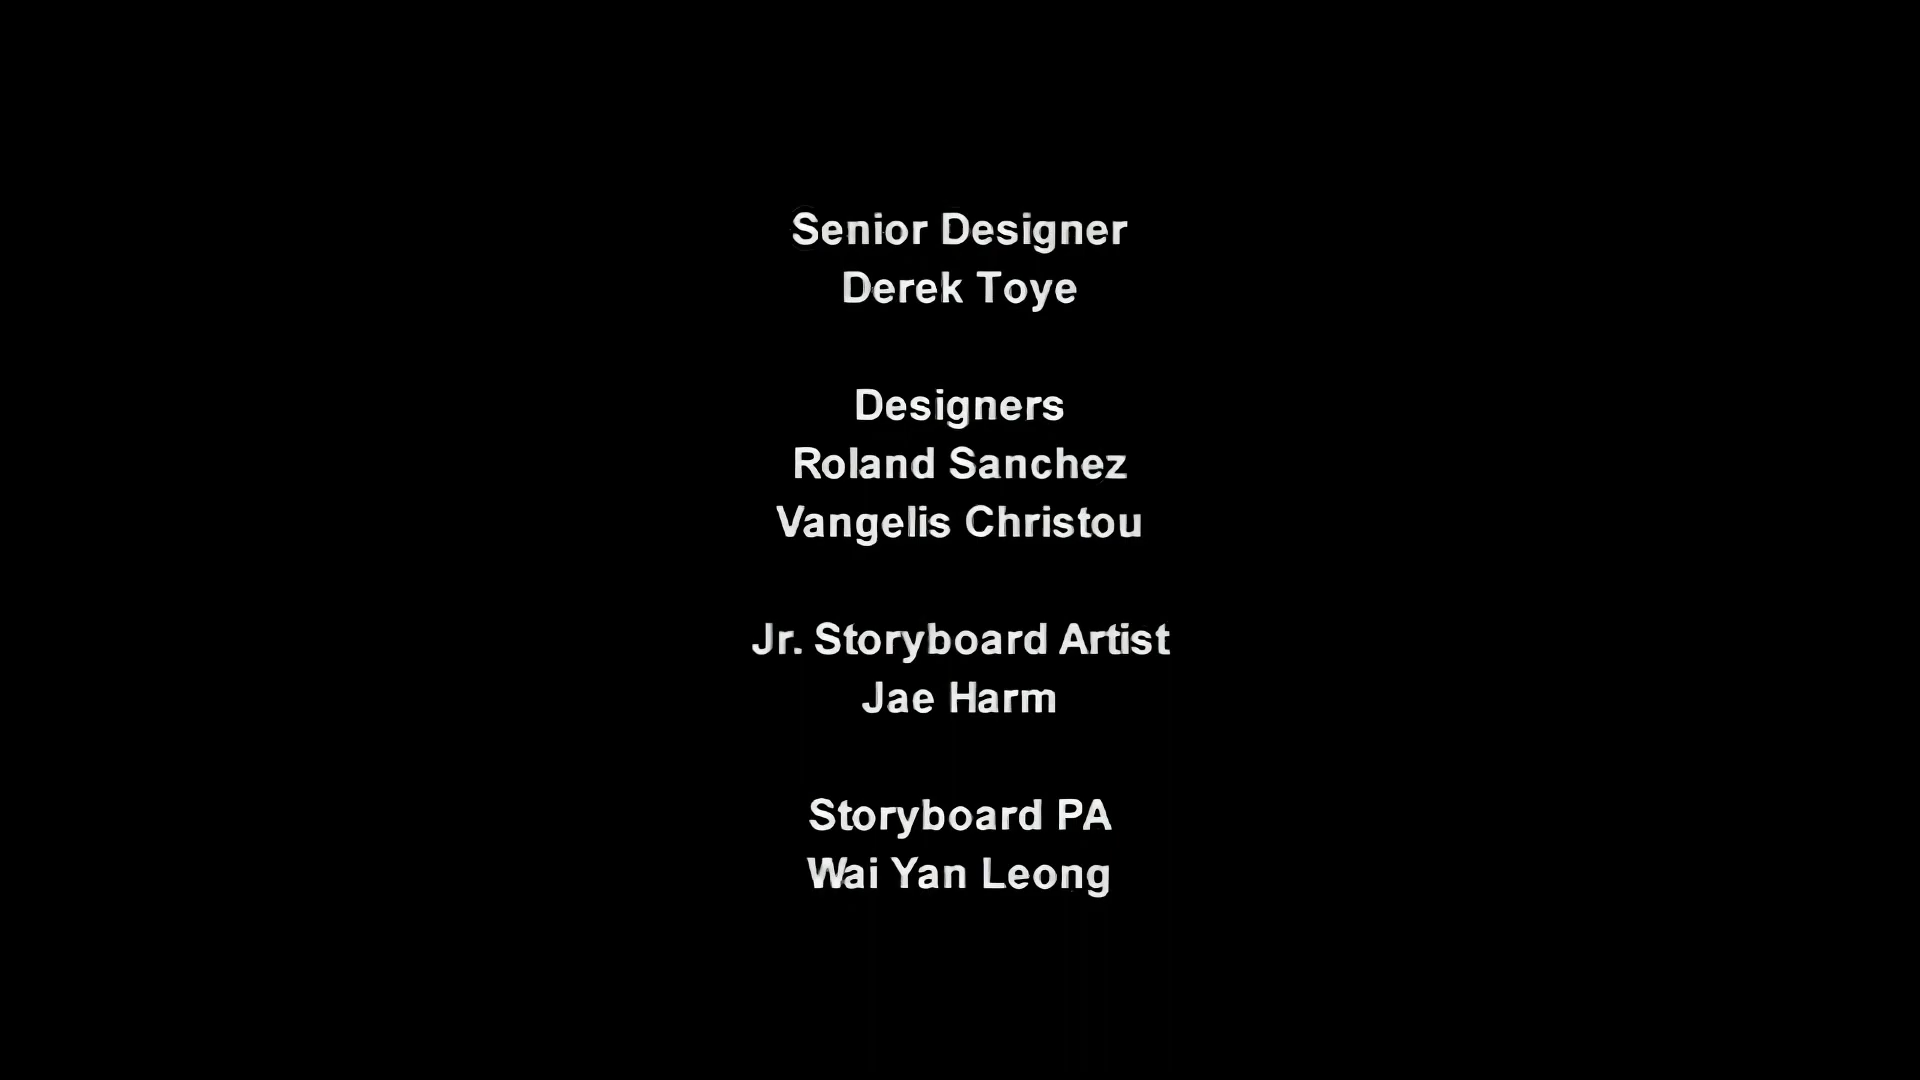 Senior Designer
Derek Toye
Designers
Roland Sanchez
Vangelis Christou
Jr. Storyboard Artist
Jae Harm
Storyboard PA
Wai Yan Leong